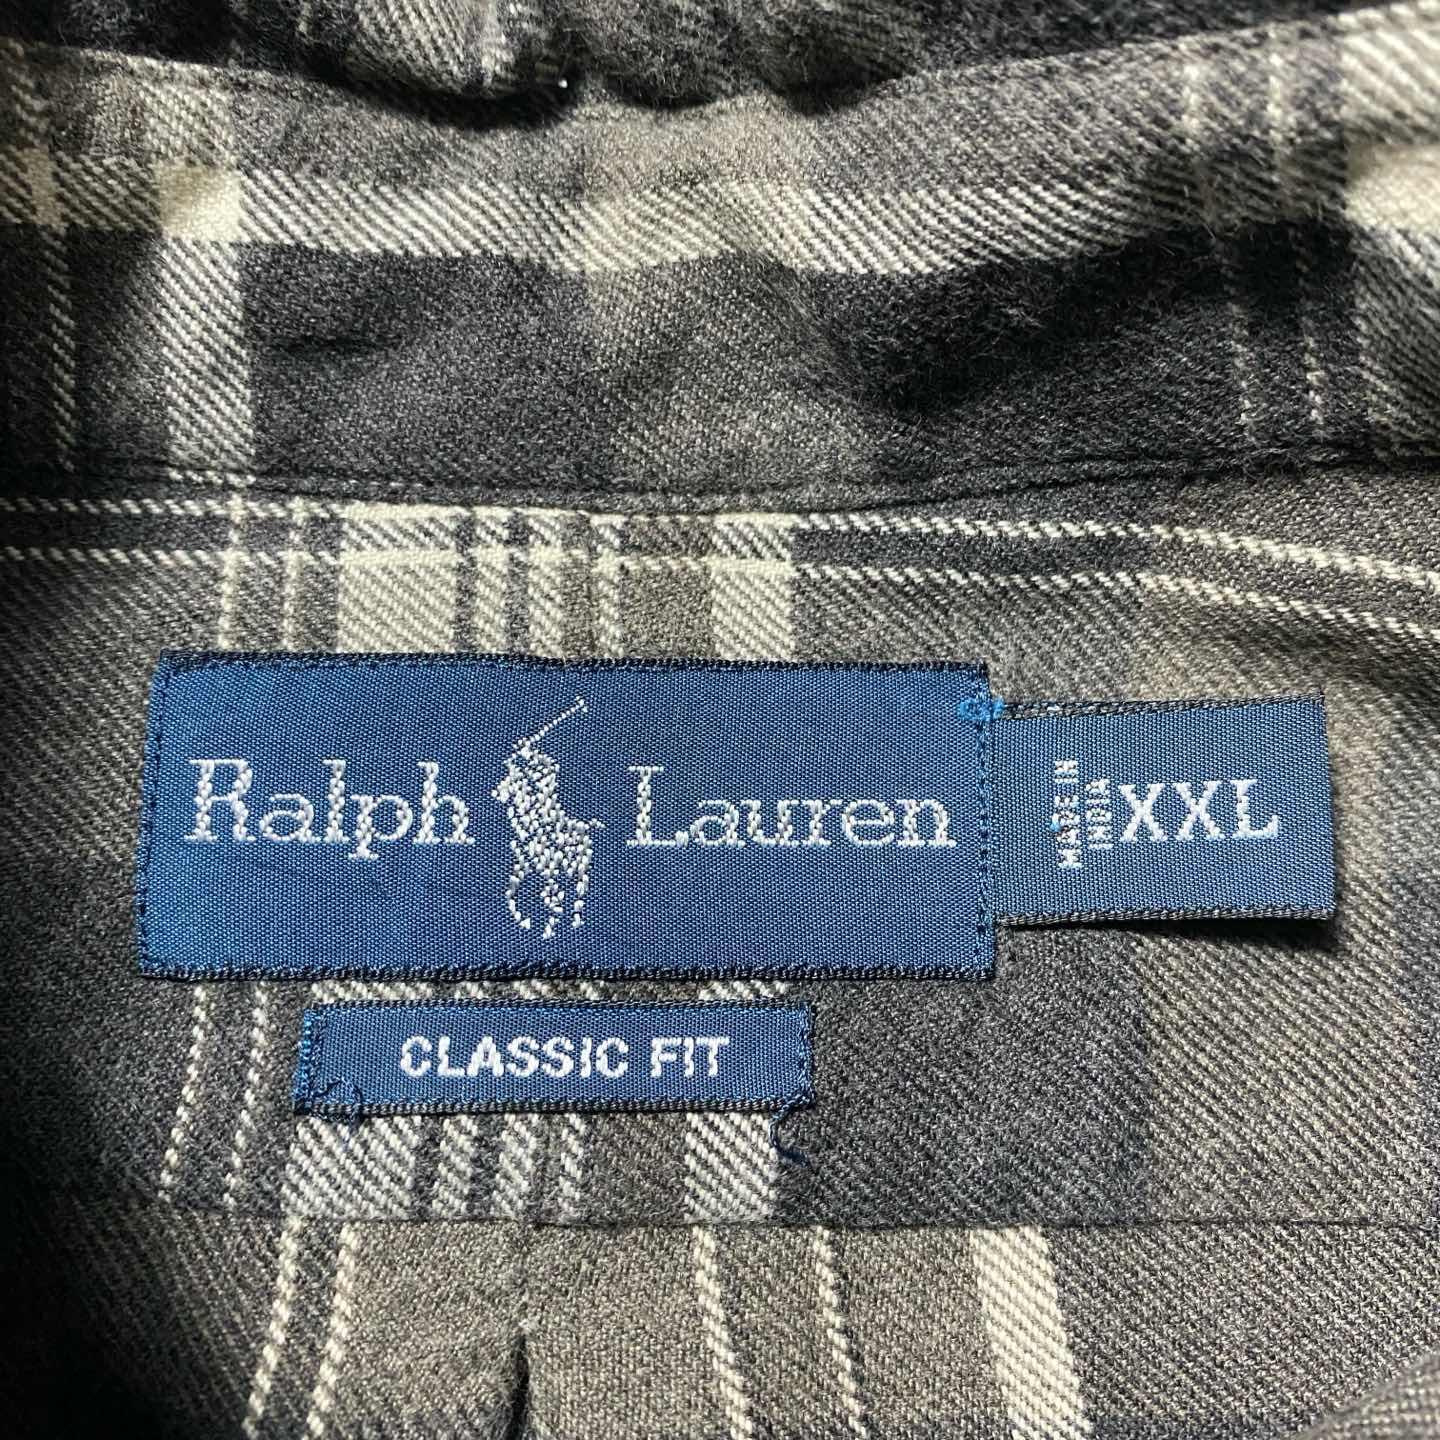 Ralph Lauren
MADE IN
INDIA
XXL
CLASSIC FIT